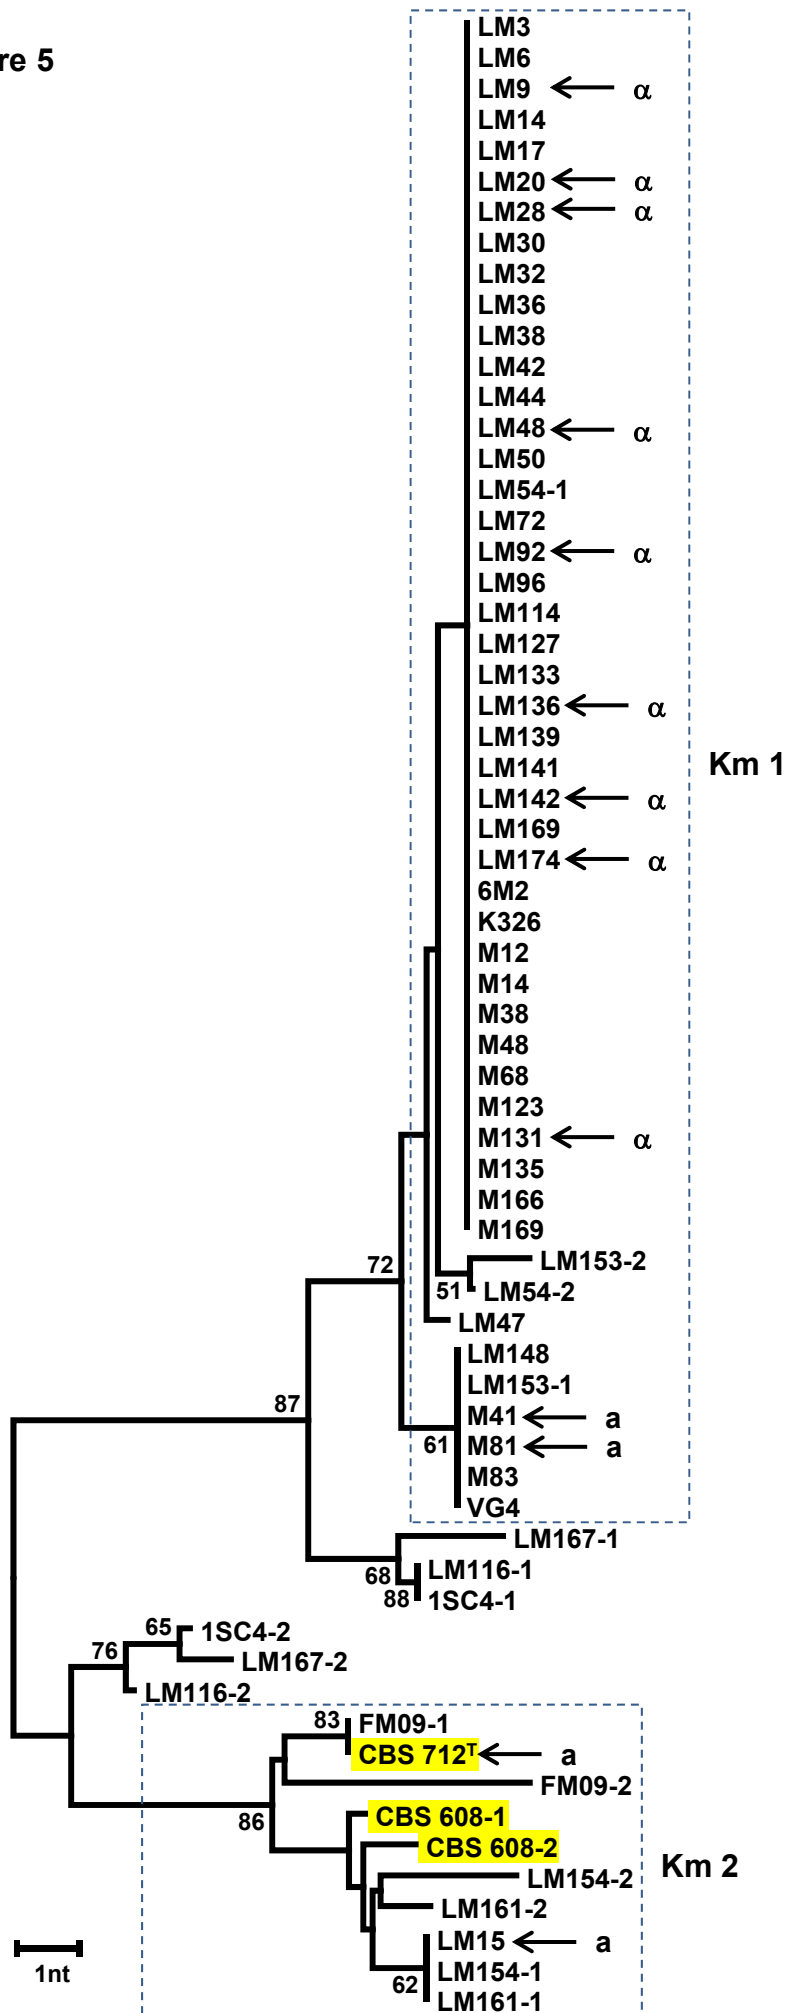 re 5
LM3
LM6
LM9 α
LM14
LM17
LM20 α
LM28 α
LM30
LM32
LM36
LM38
LM42
LM44
LM48 α
LM50
LM54-1
LM72
LM92 α
LM96
LM114
LM127
LM133
LM136 α
LM139
Km 1
LM141
LM142 α
LM169
LM174 α
6M2
K326
M12
M14
M38
M48
M68
M123
M131 α
M135
M166
M169
72 LM153-2
51 LM54-2
LM47
LM148
LM153-1
87 M41 a
61 M81 a
M83
VG4
LM167-1
68 LM116-1
88 1SC4-1
65 1SC4-2
76 LM167-2
LM116-2
83 FM09-1
CBS 712ᵀ a
FM09-2
86 CBS 608-1
CBS 608-2
Km 2
LM154-2
LM161-2
LM15 a
1nt 62 LM154-1
LM161-1